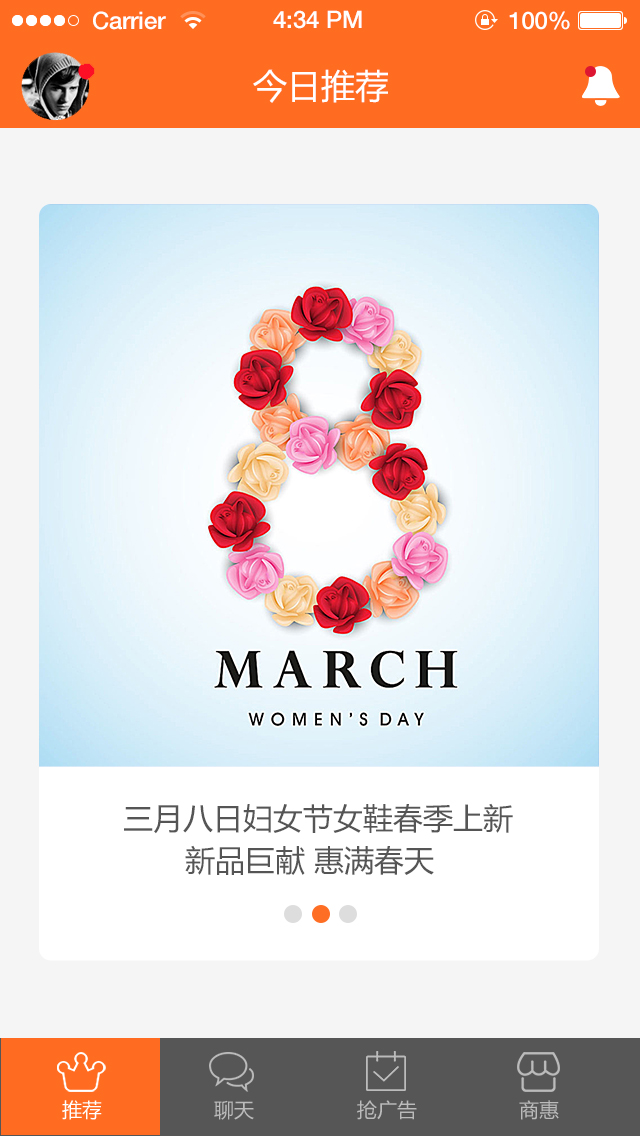 Carrier 4:34 PM 100%
今日推荐
MARCH
WOMEN'S DAY
三月八日妇女节女鞋春季上新
新品巨献 惠满春天
推荐 聊天 抢广告 商惠